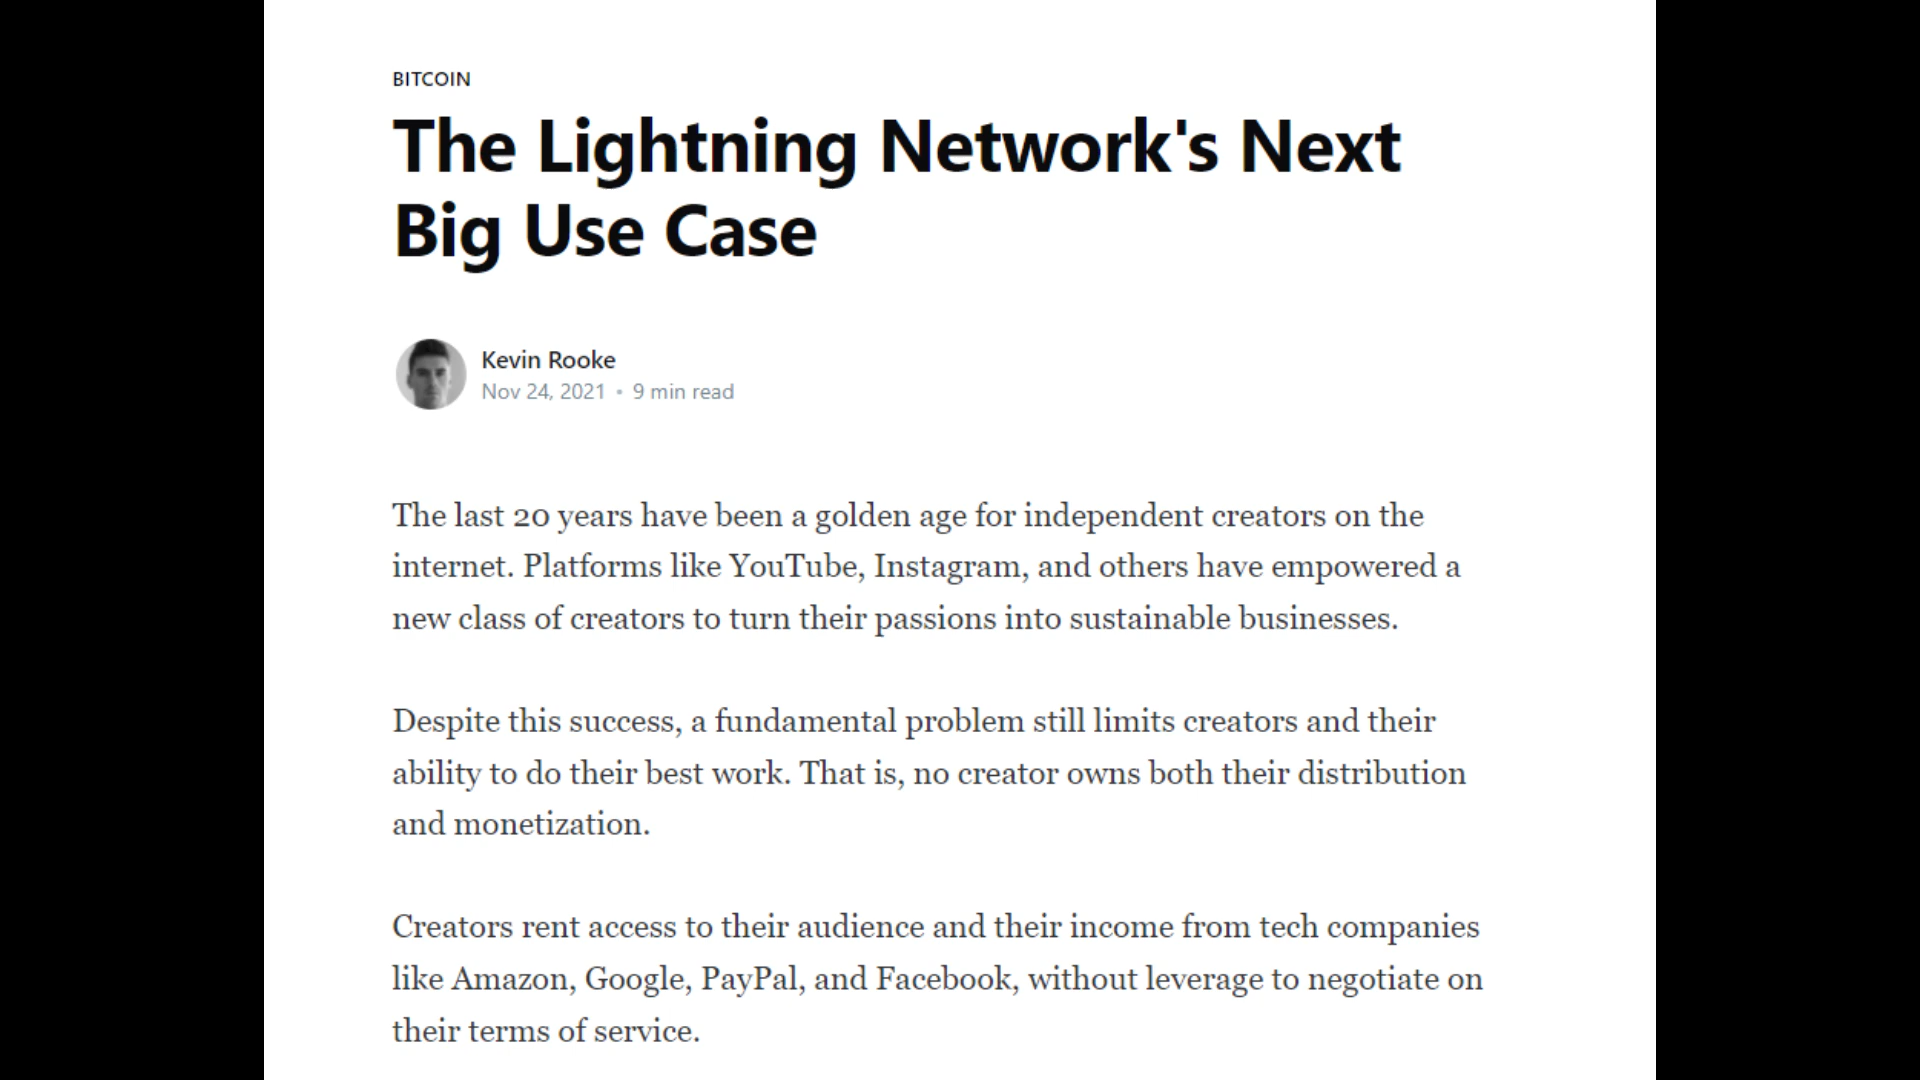 BITCOIN
The Lightning Network's Next
Big Use Case
Kevin Rooke
Nov 24, 2021 • 9 min read
The last 20 years have been a golden age for independent creators on the
internet. Platforms like YouTube, Instagram, and others have empowered a
new class of creators to turn their passions into sustainable businesses.
Despite this success, a fundamental problem still limits creators and their
ability to do their best work. That is, no creator owns both their distribution
and monetization.
Creators rent access to their audience and their income from tech companies
like Amazon, Google, PayPal, and Facebook, without leverage to negotiate on
their terms of service.